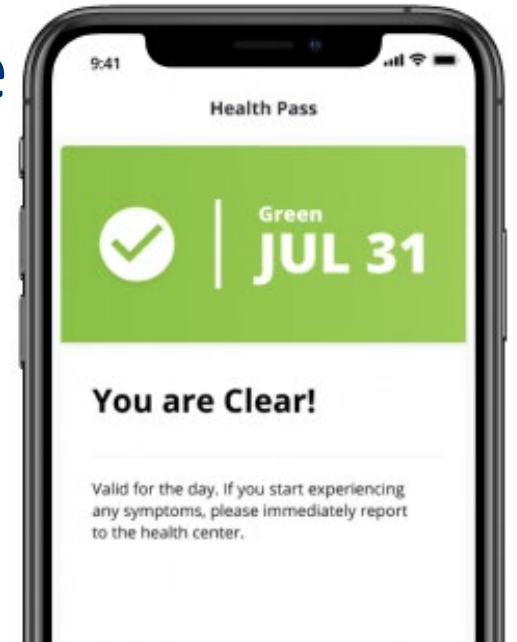 9:41
Health Pass
Green
JUL 31
You are Clear!
Valid for the day. If you start experiencing
any symptoms, please immediately report
to the health center.